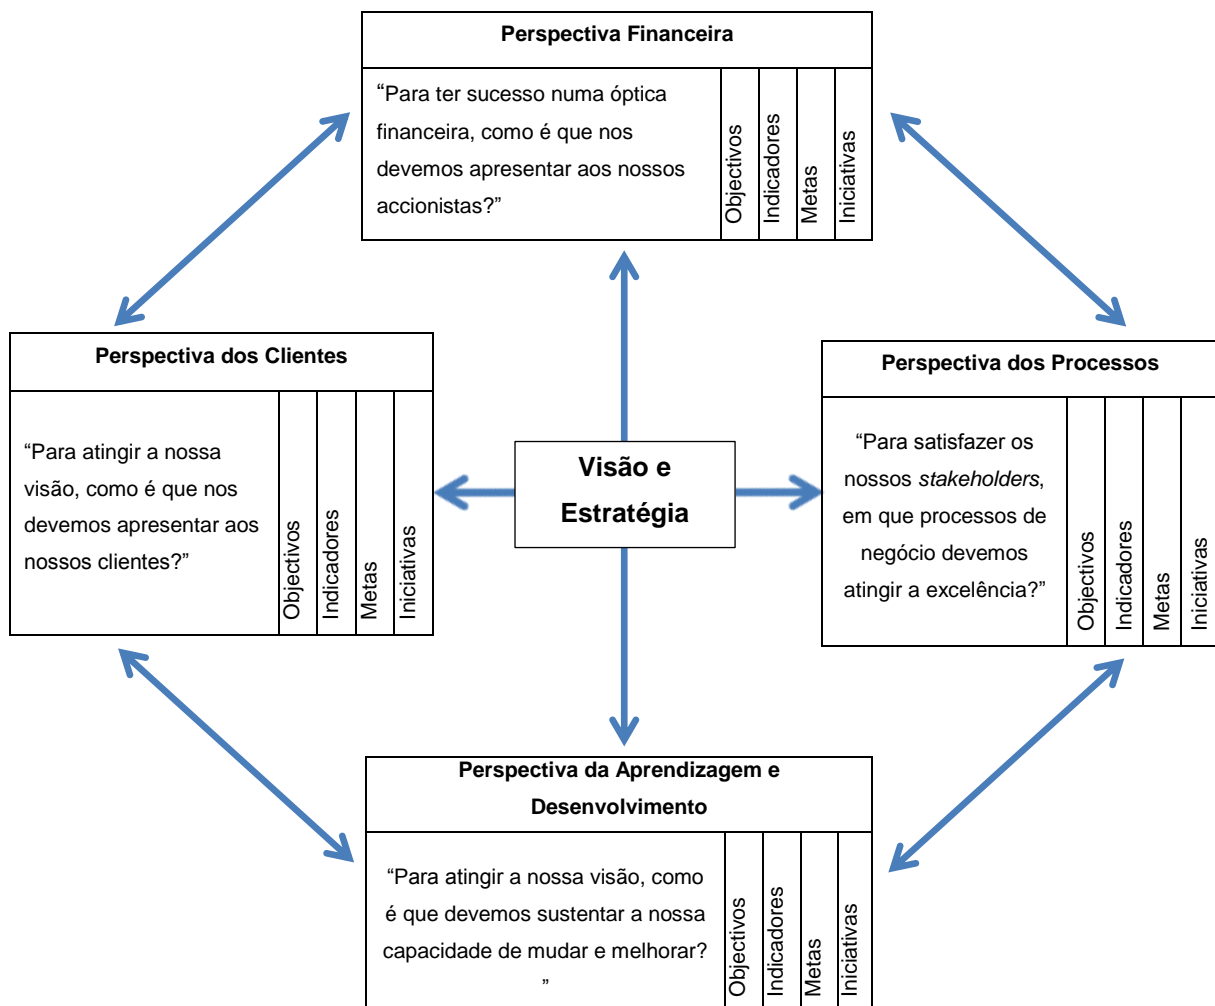 Perspectiva Financeira
“Para ter sucesso numa óptica
financeira, como é que nos
devemos apresentar aos nossos
accionistas?”
Objectivos
Indicadores
Metas
Iniciativas
Perspectiva dos Clientes
“Para atingir a nossa
visão, como é que nos
devemos apresentar aos
nossos clientes?”
Objectivos
Indicadores
Metas
Iniciativas
Visão e
Estratégia
Perspectiva dos Processos
“Para satisfazer os
nossos stakeholders,
em que processos de
negócio devemos
atingir a excelência?”
Objectivos
Indicadores
Metas
Iniciativas
Perspectiva da Aprendizagem e
Desenvolvimento
“Para atingir a nossa visão, como
é que devemos sustentar a nossa
capacidade de mudar e melhorar?
”
Objectivos
Indicadores
Metas
Iniciativas